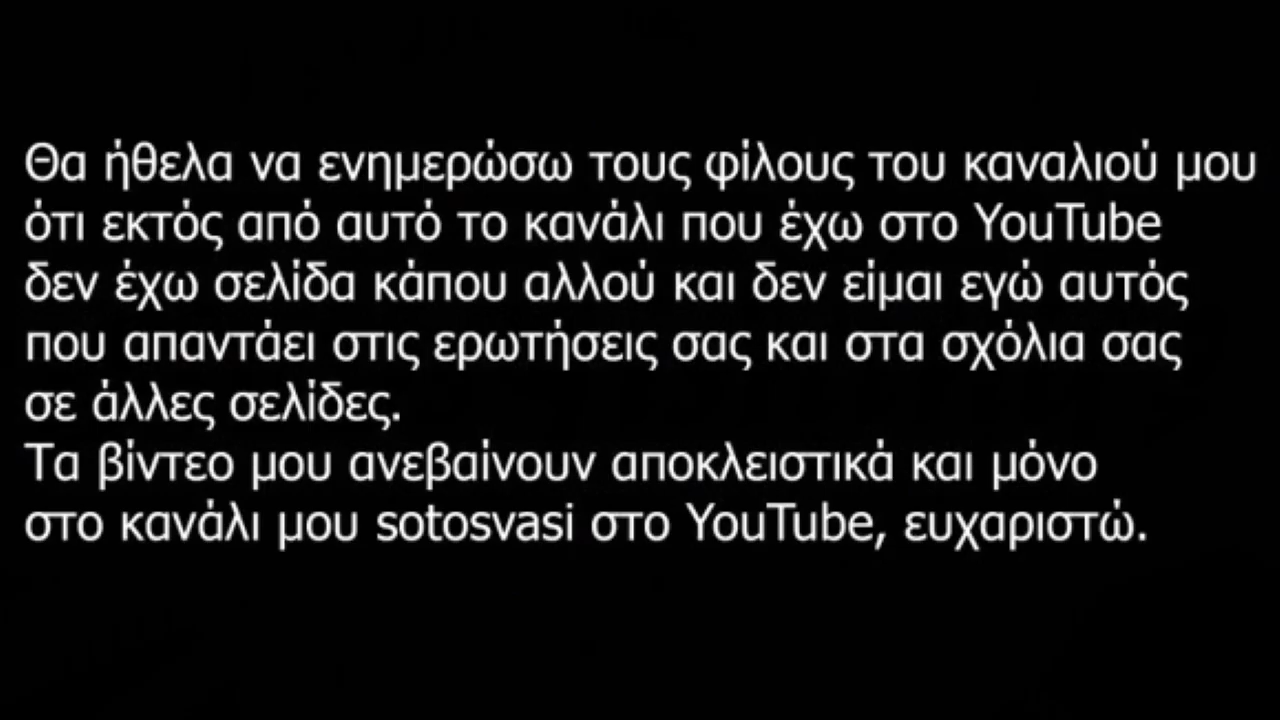 Θα ήθελα να ενημερώσω τους φίλους του καναλιού μου
ότι εκτός από αυτό το κανάλι που έχω στο YouTube
δεν έχω σελίδα κάπου αλλού και δεν είμαι εγώ αυτός
που απαντάει στις ερωτήσεις σας και στα σχόλια σας
σε άλλες σελίδες.
Τα βίντεο μου ανεβαίνουν αποκλειστικά και μόνο
στο κανάλι μου sotosvasi στο YouTube, ευχαριστώ.